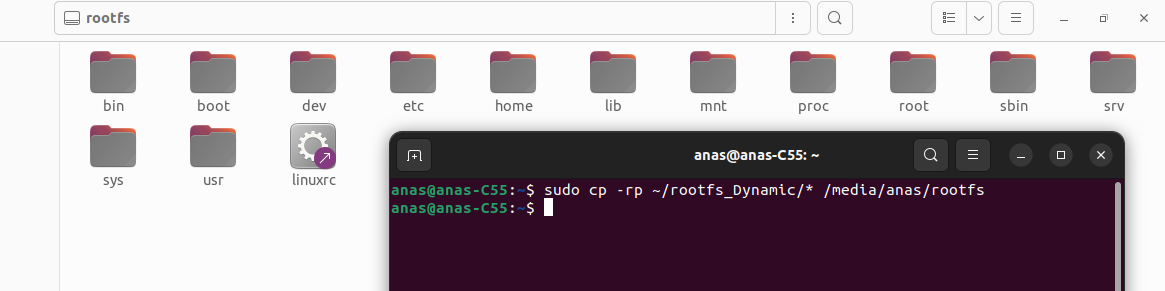 rootfs
bin boot dev etc home lib mnt proc root sbin srv
sys usr linuxrc
anas@anas-C55: ~
anas@anas-C55:~$ sudo cp -rp ~/rootfs_Dynamic/* /media/anas/rootfs
anas@anas-C55:~$